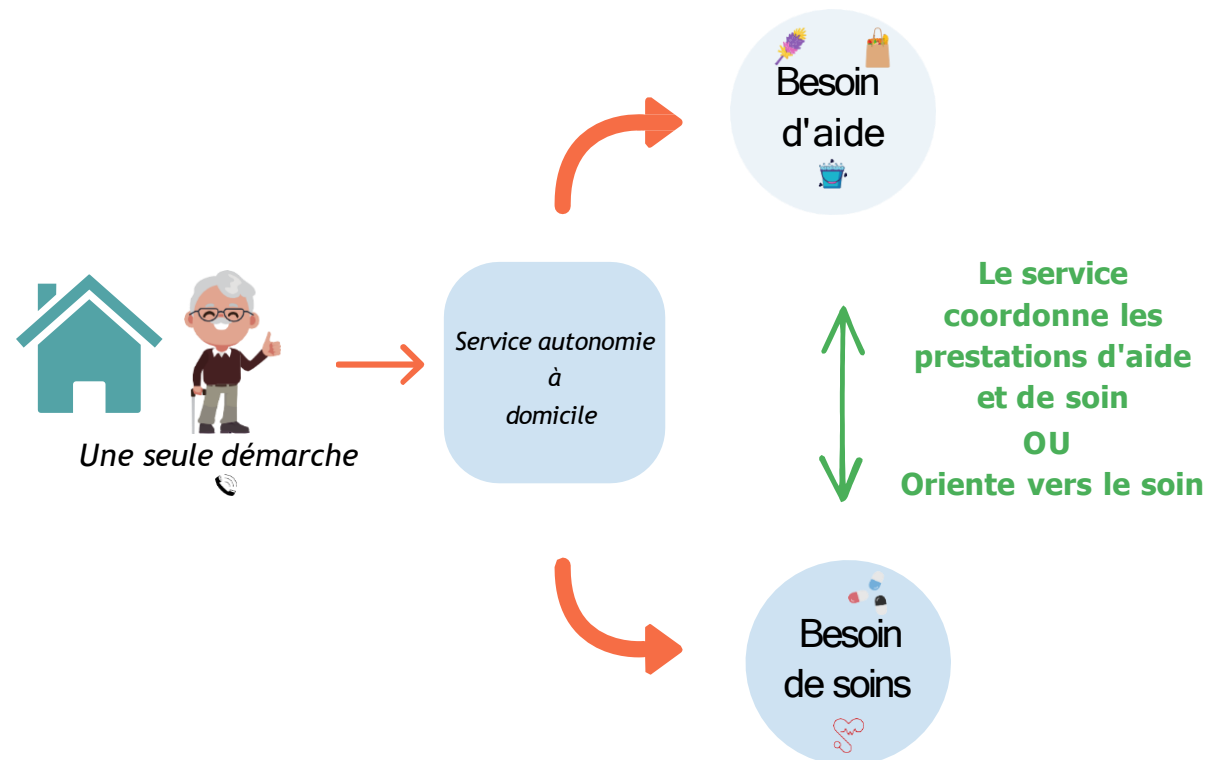 Besoin
d'aide
Service autonomie
à
domicile
Une seule démarche
Le service
coordonne les
prestations d'aide
et de soin
OU
Oriente vers le soin
Besoin
de soins